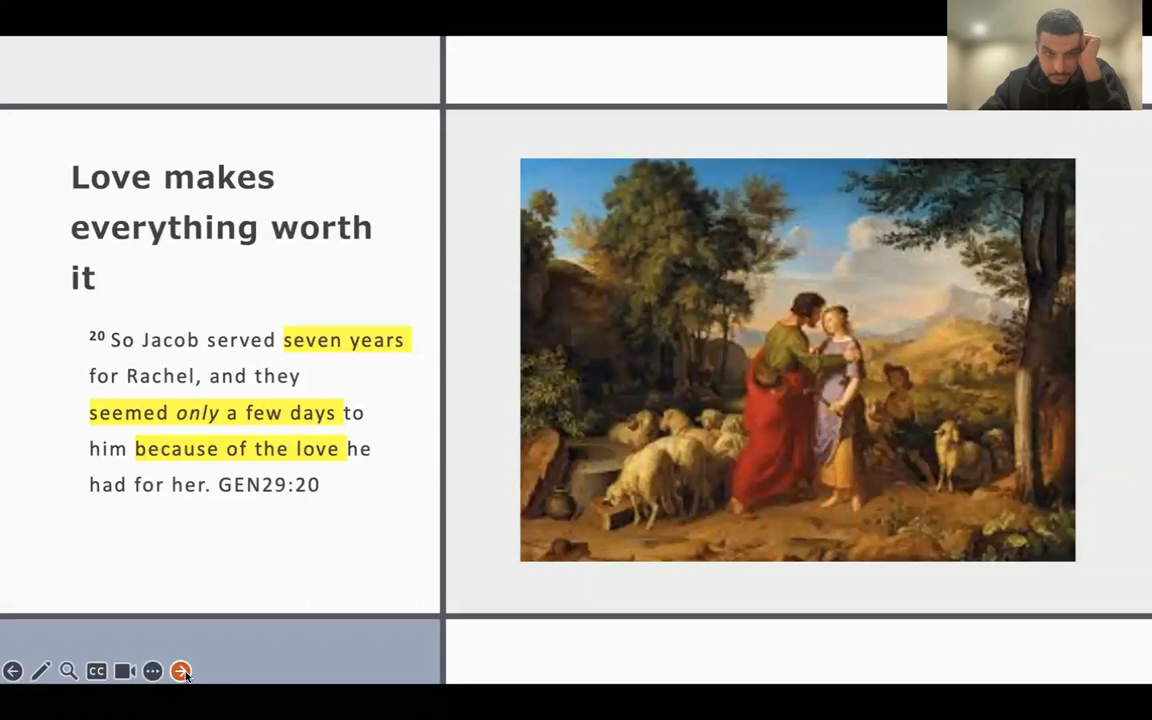 Love makes
everything worth
it
20 So Jacob served seven years
for Rachel, and they
seemed only a few days to
him because of the love he
had for her. GEN29:20
CC